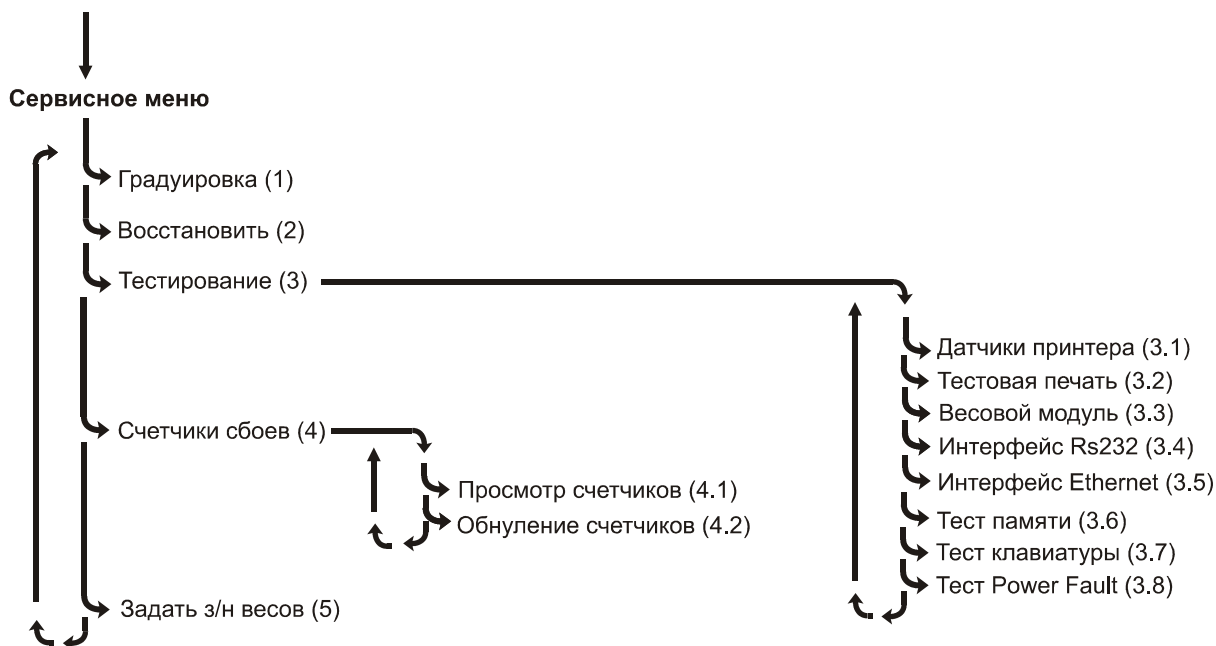 Сервисное меню
Градуировка (1)
Восстановить (2)
Тестирование (3)
Датчики принтера (3.1)
Тестовая печать (3.2)
Весовой модуль (3.3)
Интерфейс Rs232 (3.4)
Интерфейс Ethernet (3.5)
Тест памяти (3.6)
Тест клавиатуры (3.7)
Тест Power Fault (3.8)
Счетчики сбоев (4)
Просмотр счетчиков (4.1)
Обнуление счетчиков (4.2)
Задать з/н весов (5)